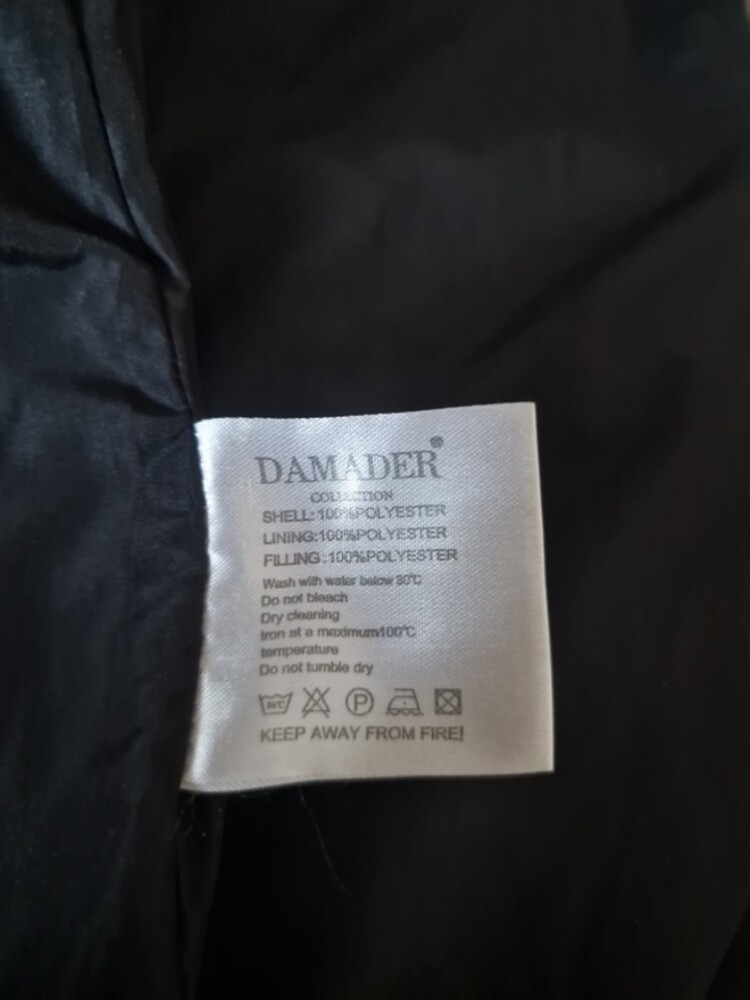 DAMADER®
COLLECTION
SHELL:100%POLYESTER
LINING:100%POLYESTER
FILLING:100%POLYESTER
Wash with water below 30℃
Do not bleach
Dry cleaning
Iron at a maximum100℃
temperature
Do not tumble dry
P
KEEP AWAY FROM FIRE!